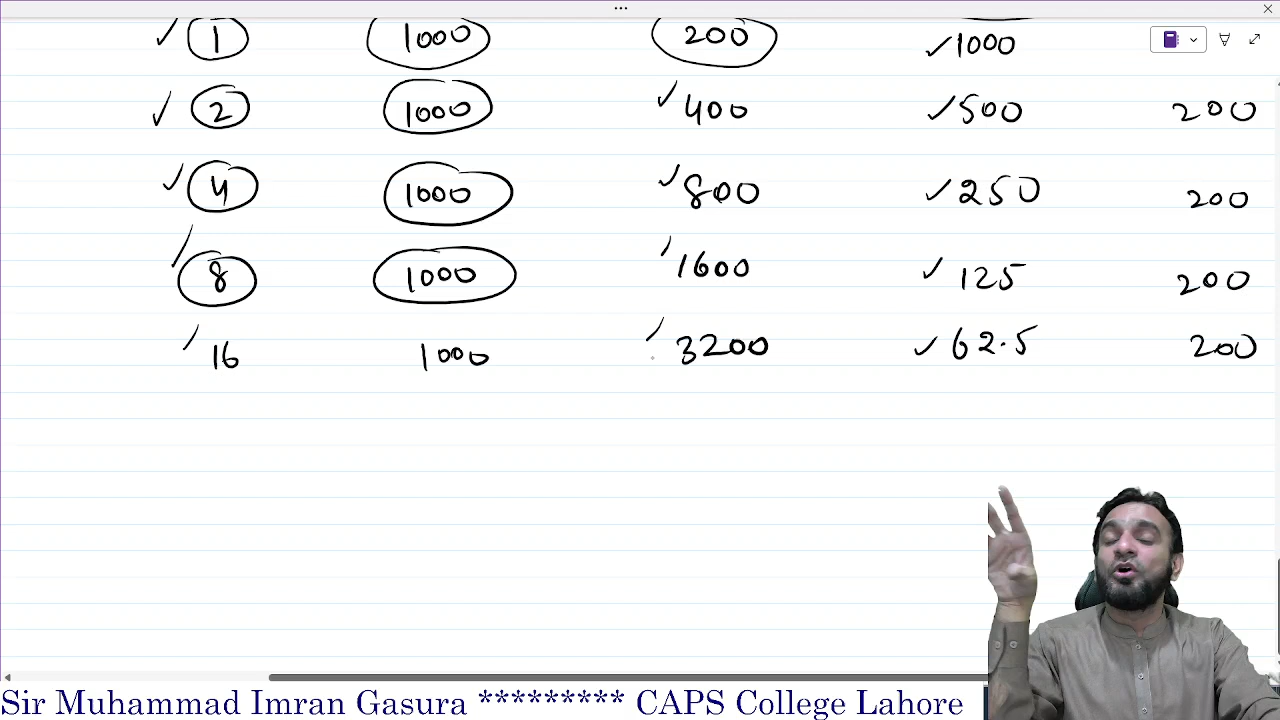 ✓ 1 1000 200 ✓1000
✓ 2 1000 ✓400 ✓500 200
✓ 4 1000 ✓800 ✓250 200
8 1000 1600 ✓125 200
16 1000 3200 ✓62.5 200
Sir Muhammad Imran Gasura ********* CAPS College Lahore